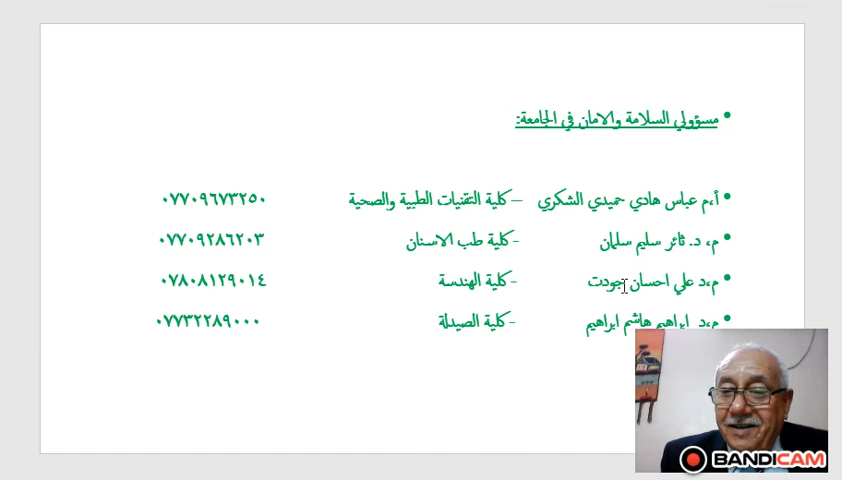 • مسؤولي السلامة والامان في الجامعة:
• أ،م عباس هادي حميدي الشكري – كلية التقنيات الطبية والصحية ٠٧٧٠٩٦٧٣٢٥٠
• م، د. ثائر سليم سلمان - كلية طب الاسنان ٠٧٧٠٩٢٨٦٢٠٣
• م،د علي احسان جودت - كلية الهندسة ٠٧٨٠٨١٢٩٠١٤
• م،د ابراهيم هاشم ابراهيم - كلية الصيدلة ٠٧٧٣٢٢٨٩٠٠٠
BANDICAM